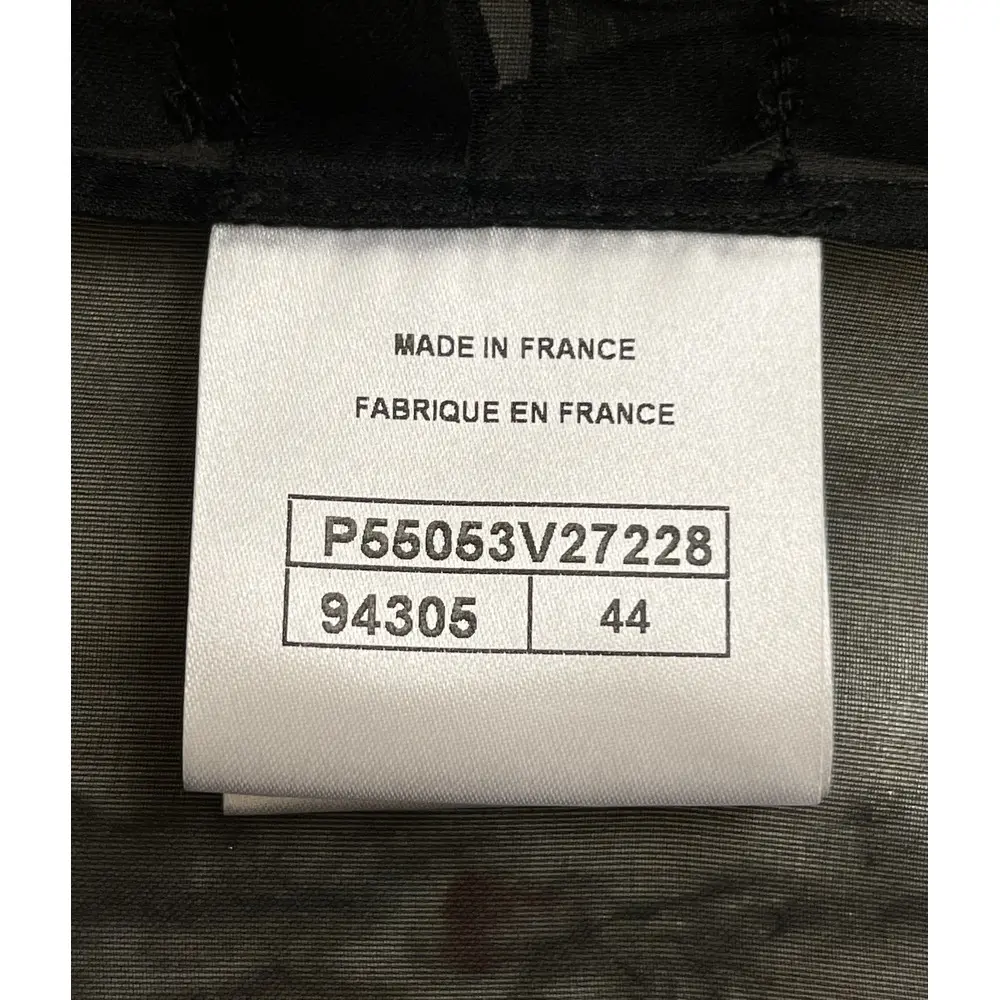 MADE IN FRANCE
FABRIQUE EN FRANCE
P55053V27228
94305 44